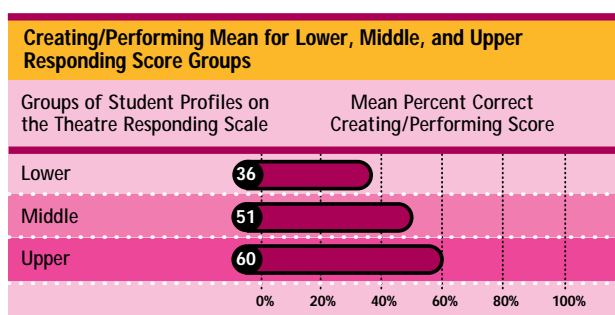 Creating/Performing Mean for Lower, Middle, and Upper
Responding Score Groups
Groups of Student Profiles on
the Theatre Responding Scale
Mean Percent Correct
Creating/Performing Score
Lower 36
Middle 51
Upper 60
0% 20% 40% 60% 80% 100%